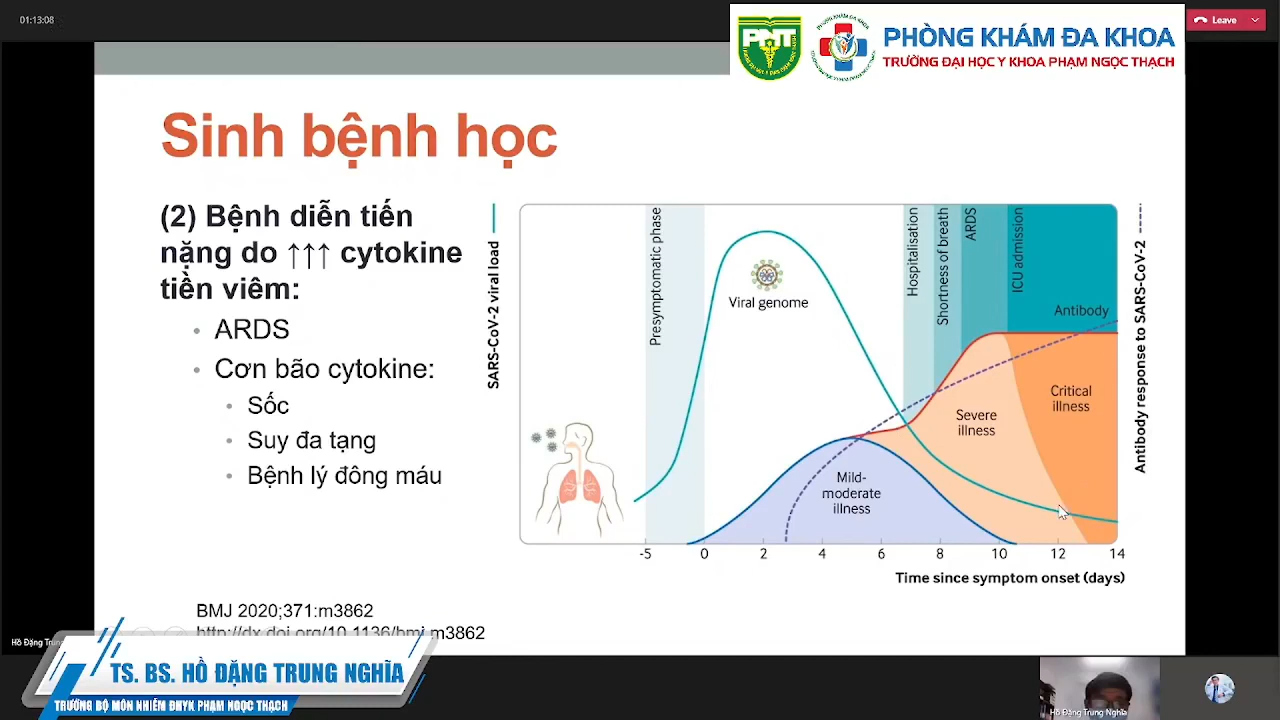 01:13:08
Leave
PNT
PHÒNG KHÁM ĐA KHOA
TRƯỜNG ĐẠI HỌC Y KHOA PHẠM NGỌC THẠCH
Sinh bệnh học
(2) Bệnh diễn tiến
nặng do ↑↑↑ cytokine
tiền viêm:
• ARDS
• Cơn bão cytokine:
• Sốc
• Suy đa tạng
• Bệnh lý đông máu
SARS-CoV-2 viral load
Presymptomatic phase
Viral genome
Hospitalisation
Shortness of breath
ARDS
ICU admission
Antibody
Critical
illness
Severe
illness
Mild-
moderate
illness
Antibody response to SARS-CoV-2
-5 0 2 4 6 8 10 12 14
Time since symptom onset (days)
BMJ 2020;371:m3862
http://dx.doi.org/10.1136/bmj.m3862
Hồ Đặng Trung
TS. BS. HỒ ĐẶNG TRUNG NGHĨA
TRƯỞNG BỘ MÔN NHIỄM ĐHYK PHẠM NGỌC THẠCH
Hồ Đặng Trung Nghĩa